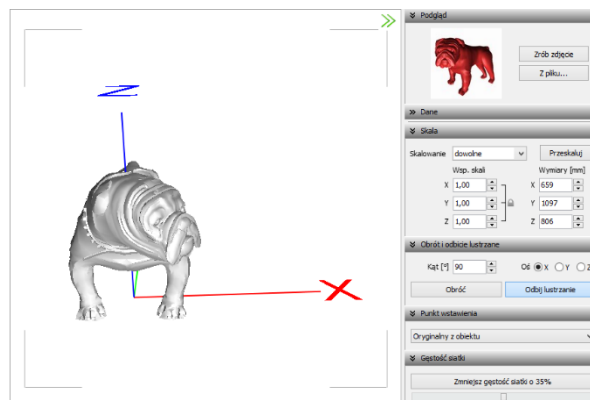 Z
X
Podgląd
Zrób zdjęcie
Z pliku...
Dane
Skala
Skalowanie dowolne Przeskaluj
Wsp. skali Wymiary [mm]
X 1,00 X 659
Y 1,00 Y 1097
Z 1,00 Z 806
Obrót i odbicie lustrzane
Kąt [°] 90 Oś X Y Z
Obróć Odbij lustrzanie
Punkt wstawienia
Oryginalny z obiektu
Gęstość siatki
Zmniejsz gęstość siatki o 35%